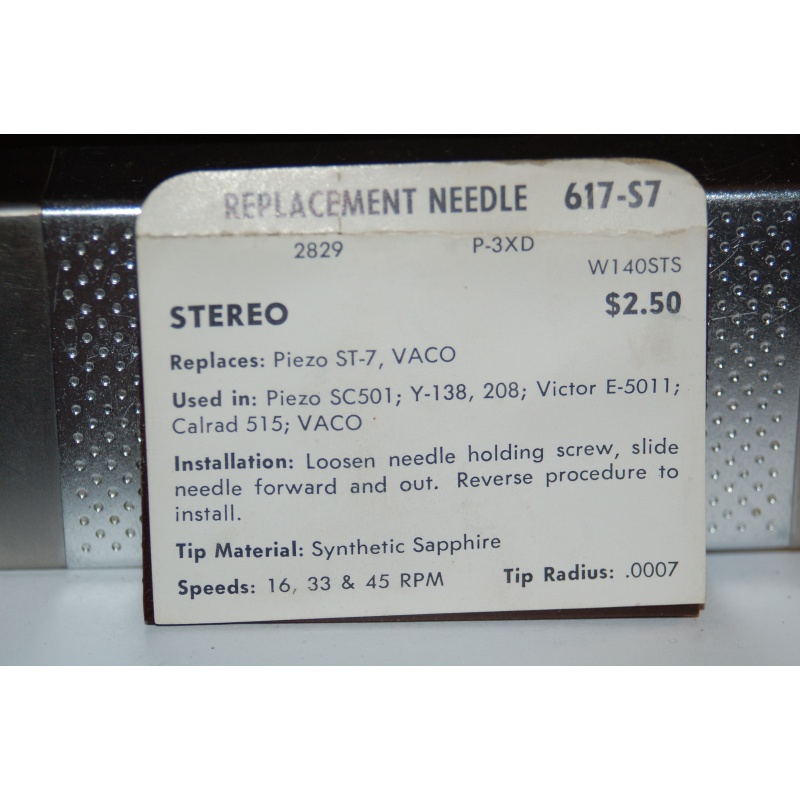 REPLACEMENT NEEDLE 617-S7
2829 P-3XD
W140STS
STEREO $2.50
Replaces: Piezo ST-7, VACO
Used in: Piezo SC501; Y-138, 208; Victor E-5011;
Calrad 515; VACO
Installation: Loosen needle holding screw, slide
needle forward and out. Reverse procedure to
install.
Tip Material: Synthetic Sapphire
Speeds: 16, 33 & 45 RPM Tip Radius: .0007